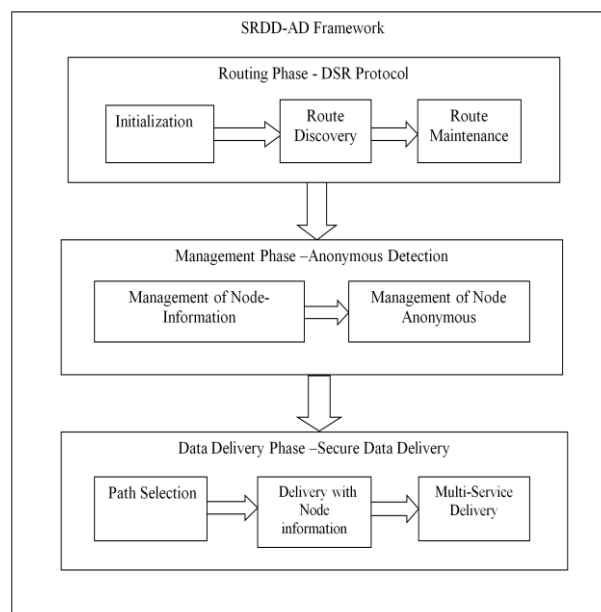 SRDD-AD Framework
Routing Phase - DSR Protocol
Initialization
Route
Discovery
Route
Maintenance
Management Phase –Anonymous Detection
Management of Node-
Information
Management of Node
Anonymous
Data Delivery Phase –Secure Data Delivery
Path Selection
Delivery with
Node
information
Multi-Service
Delivery